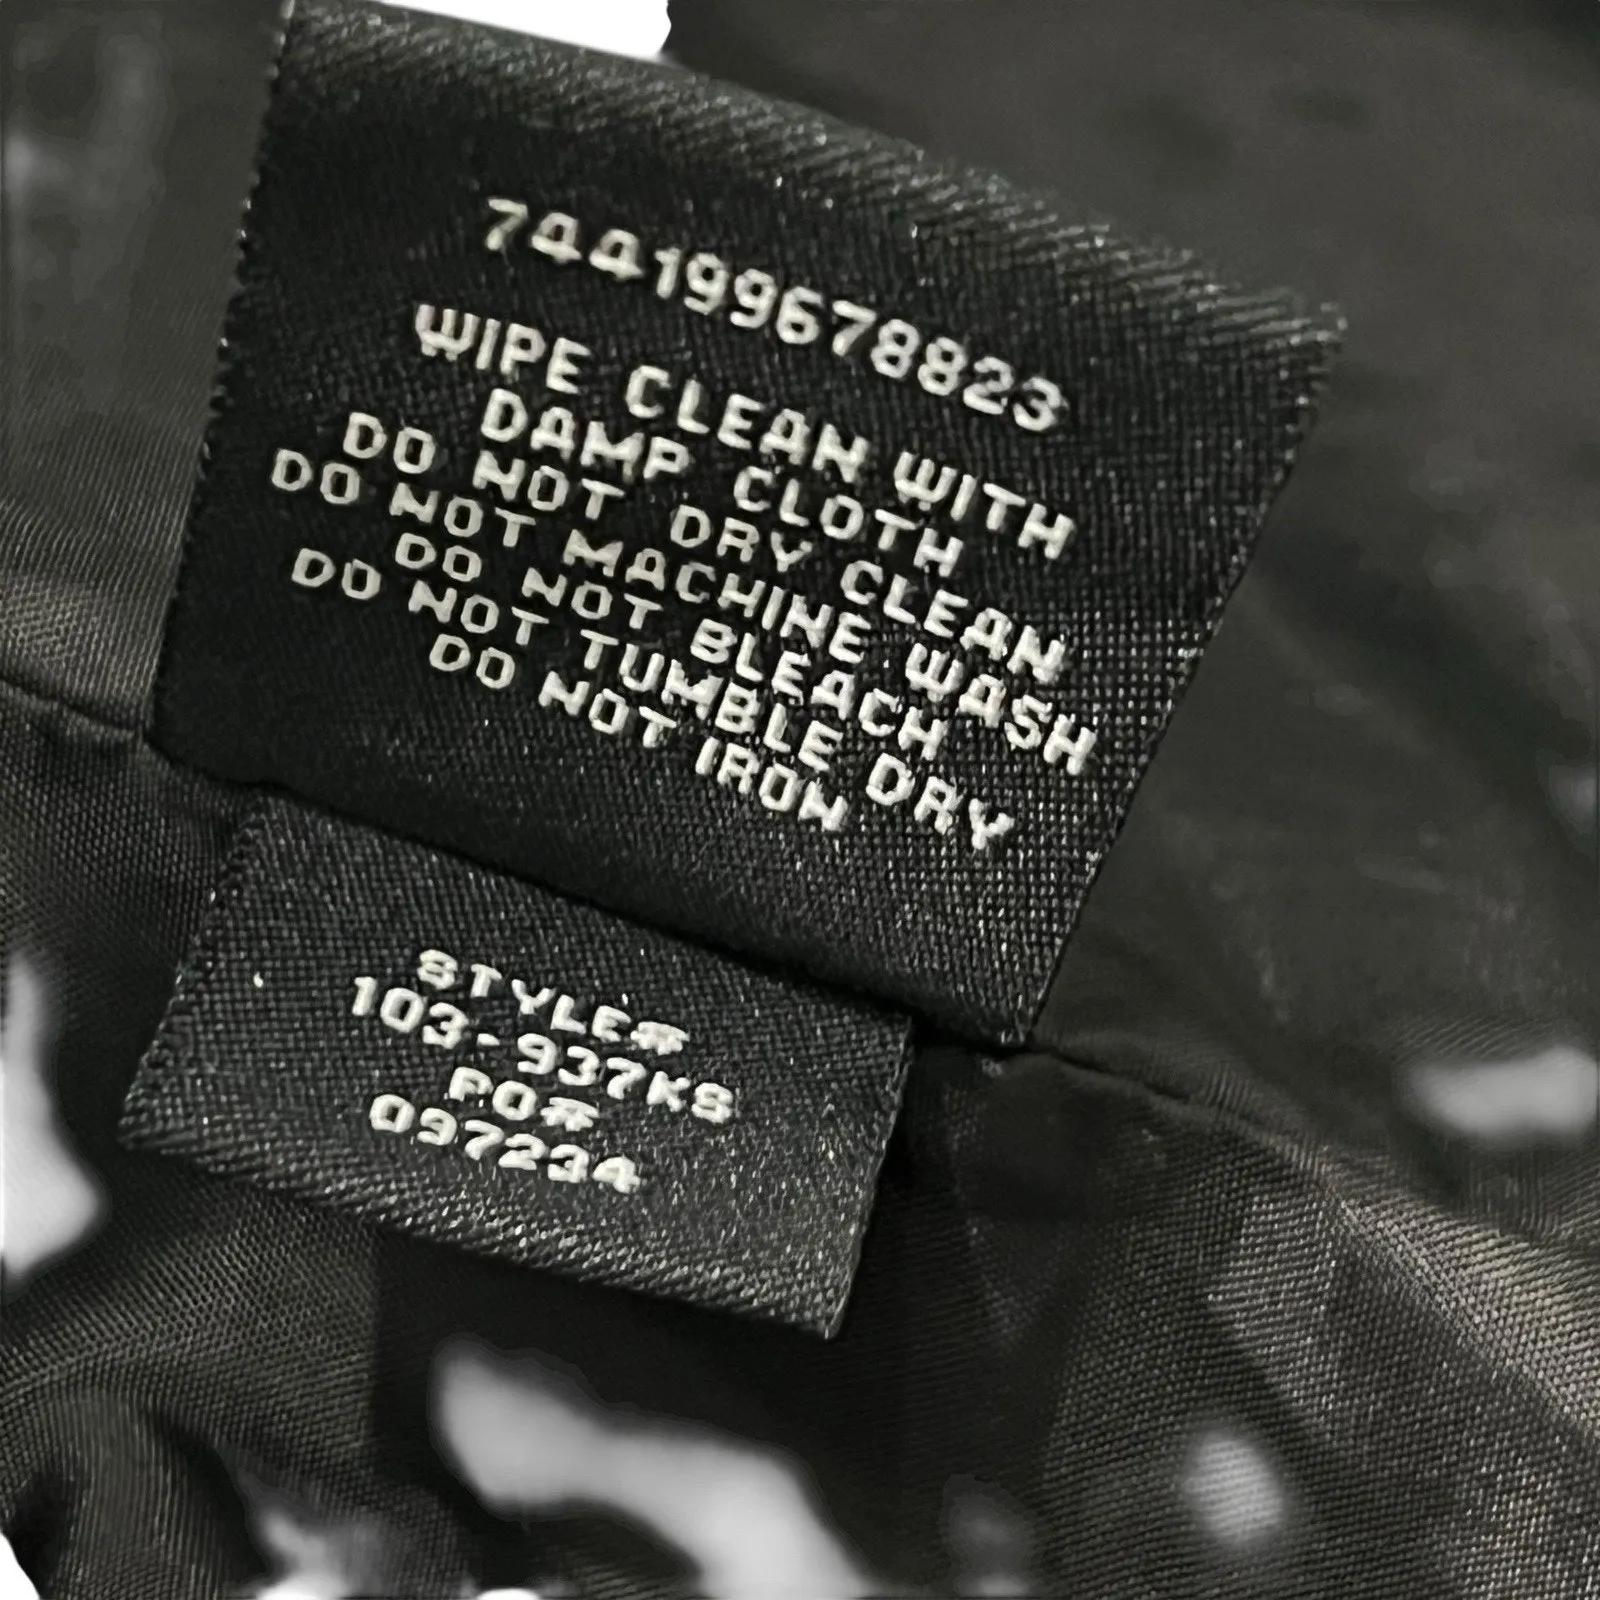 744199678823
WIPE CLEAN WITH
DAMP CLOTH
DO NOT DRY CLEAN
DO NOT MACHINE WASH
DO NOT BLEACH
DO NOT TUMBLE DRY
DO NOT IRON
STYLE#
103-937KS
PO#
097234